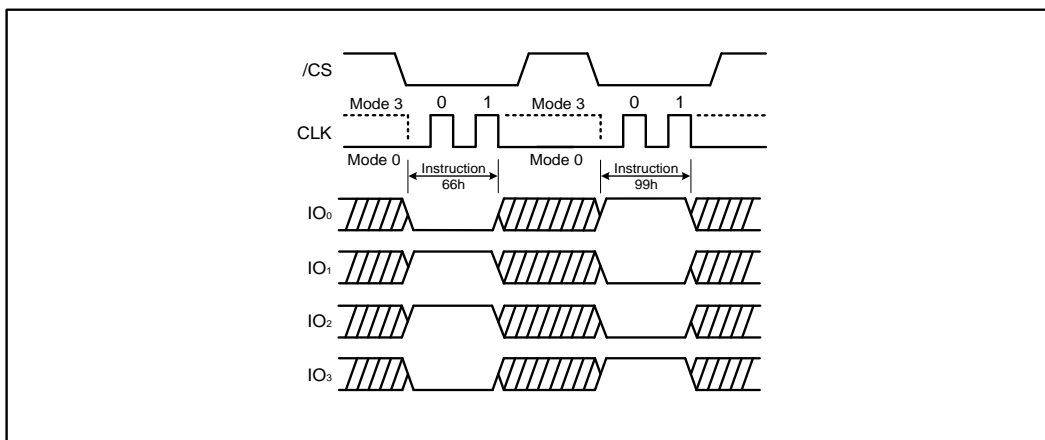 /CS
Mode 3 0 1 Mode 3 0 1
CLK
Mode 0 Mode 0
Instruction Instruction
66h 99h
IO₀
IO₁
IO₂
IO₃